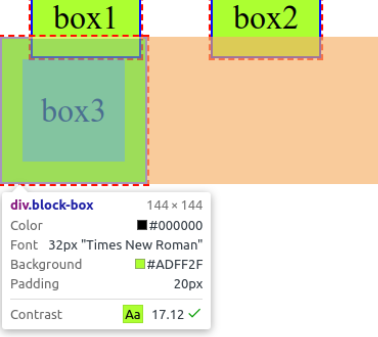 box1 box2
box3
div.block-box 144 × 144
Color #000000
Font 32px "Times New Roman"
Background #ADFF2F
Padding 20px
Contrast Aa 17.12 ✓